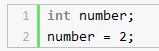 1 int number;
2 number = 2;